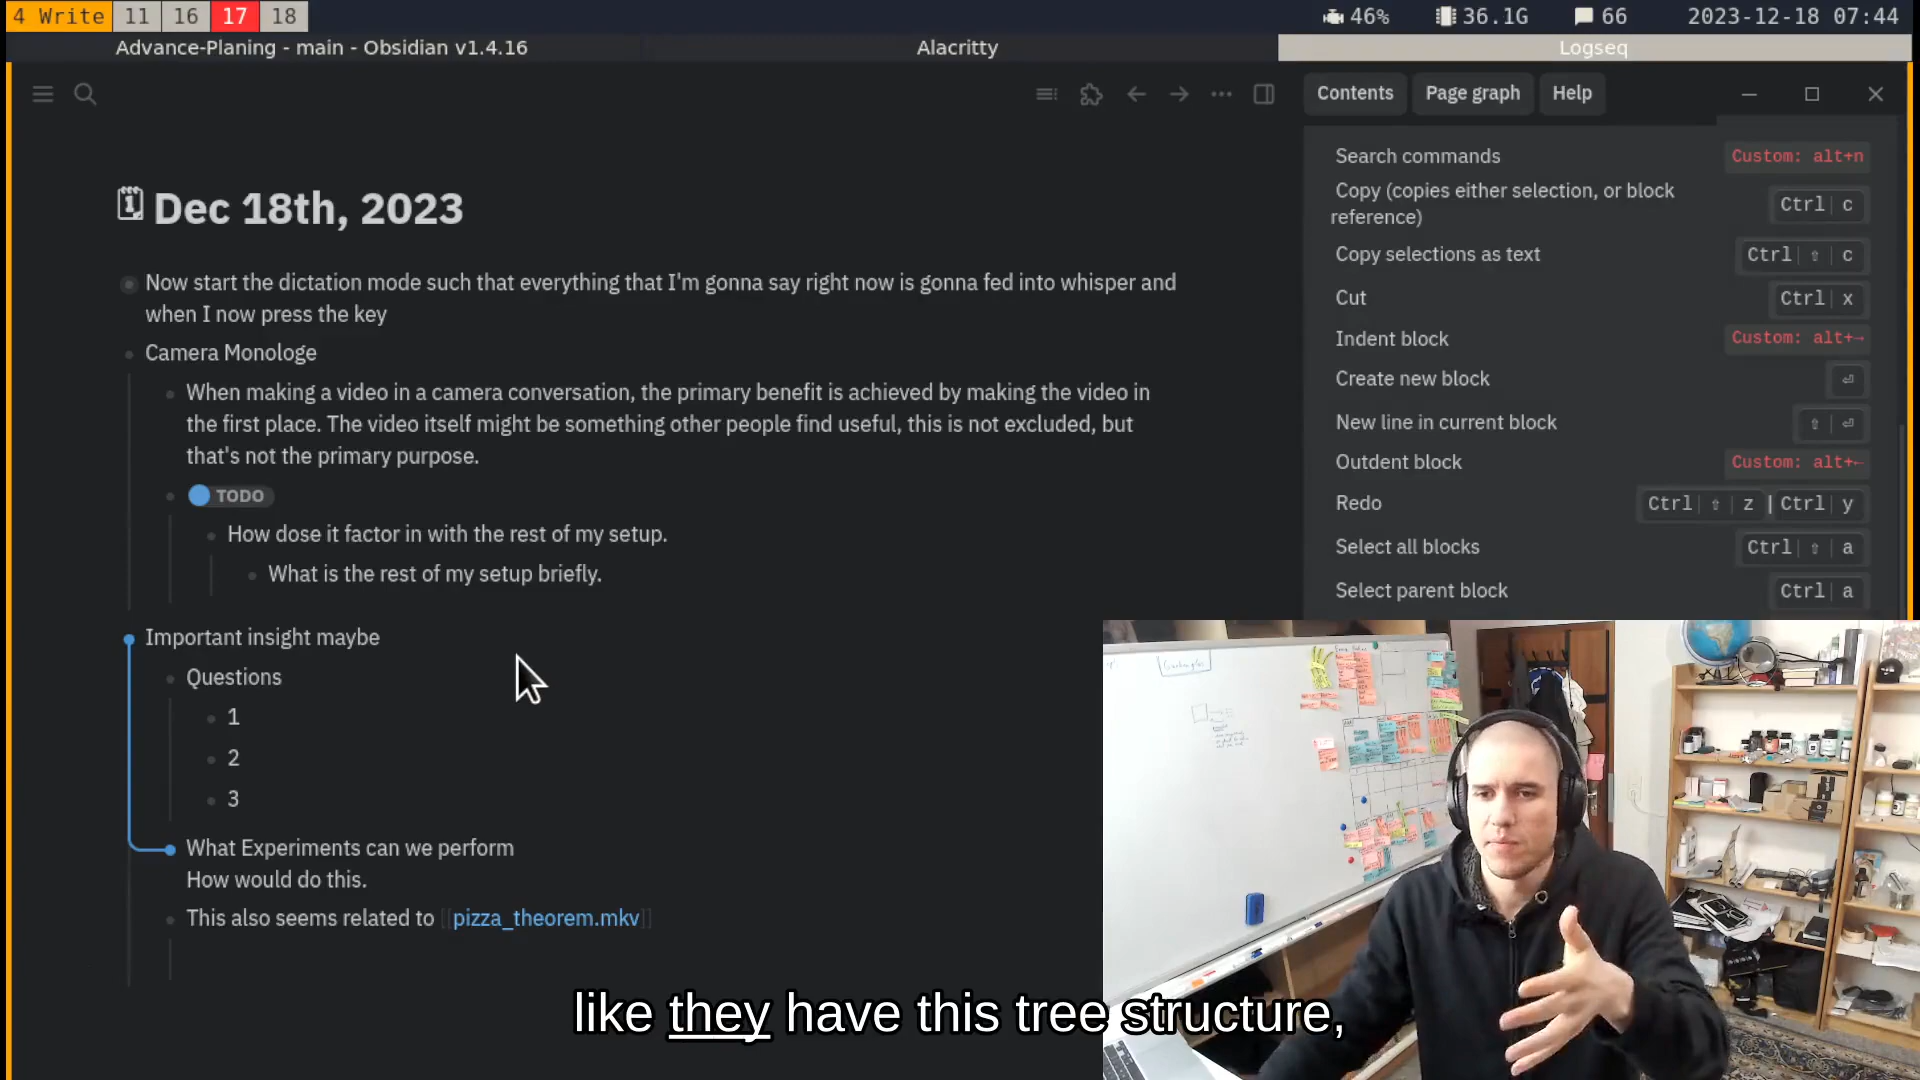 4 Write 11 16 17 18
46% 36.1G 66 2023-12-18 07:44
Advance-Planing - main - Obsidian v1.4.16
Alacritty
Logseq
Contents Page graph Help
Dec 18th, 2023
Now start the dictation mode such that everything that I'm gonna say right now is gonna fed into whisper and
when I now press the key
Camera Monologe
When making a video in a camera conversation, the primary benefit is achieved by making the video in
the first place. The video itself might be something other people find useful, this is not excluded, but
that's not the primary purpose.
TODO
How dose it factor in with the rest of my setup.
What is the rest of my setup briefly.
Important insight maybe
Questions
1
2
3
What Experiments can we perform
How would do this.
This also seems related to [[pizza_theorem.mkv]]
Search commands Custom: alt+n
Copy (copies either selection, or block
reference) Ctrl c
Copy selections as text Ctrl ⇧ c
Cut Ctrl x
Indent block Custom: alt+→
Create new block ⏎
New line in current block ⇧ ⏎
Outdent block Custom: alt+←
Redo Ctrl ⇧ z | Ctrl y
Select all blocks Ctrl ⇧ a
Select parent block Ctrl a
like they have this tree structure,